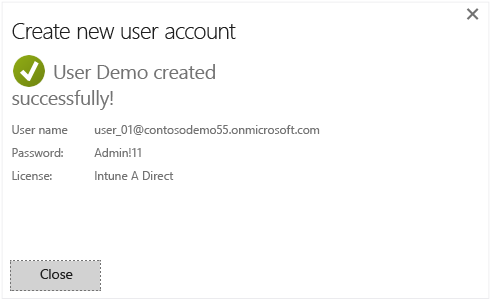 Create new user account
User Demo created
successfully!
User name user_01@contosodemo55.onmicrosoft.com
Password: Admin!11
License: Intune A Direct
Close